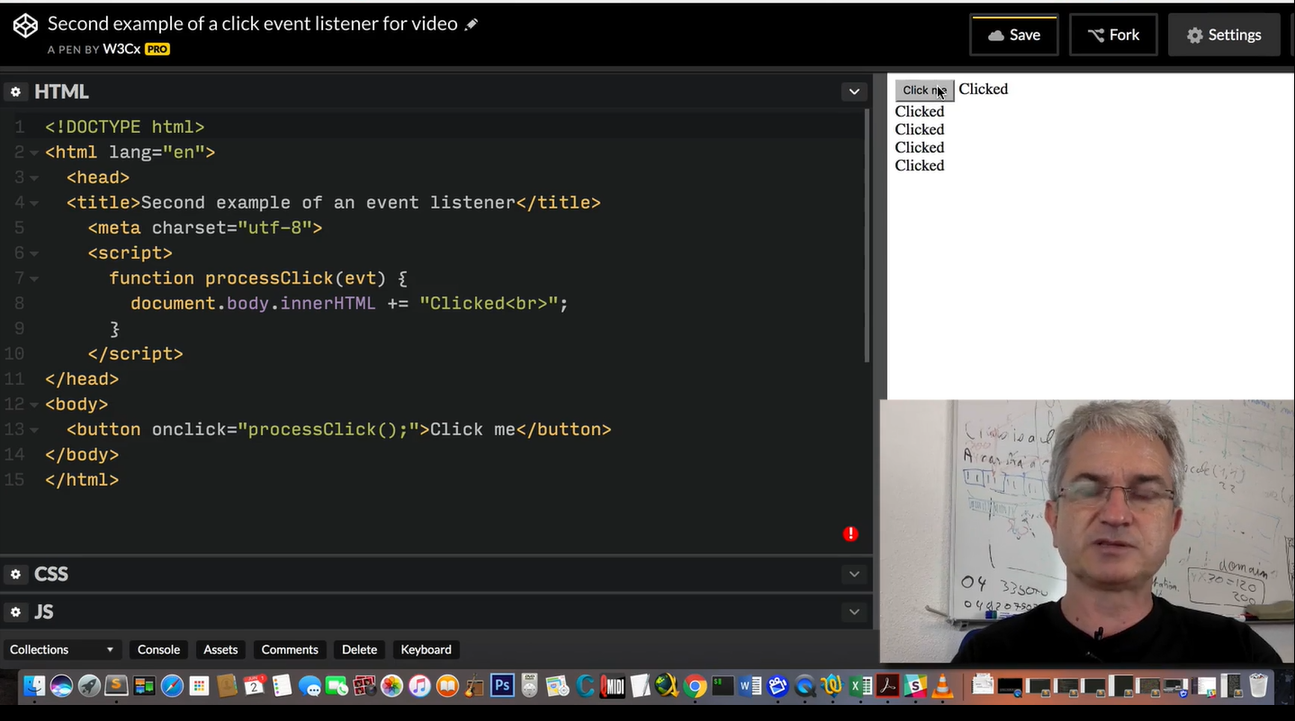 Second example of a click event listener for video
A PEN BY W3Cx PRO
Save
Fork
Settings
HTML
1 <!DOCTYPE html>
2 <html lang="en">
3 <head>
4 <title>Second example of an event listener</title>
5 <meta charset="utf-8">
6 <script>
7 function processClick(evt) {
8 document.body.innerHTML += "Clicked<br>";
9 }
10 </script>
11 </head>
12 <body>
13 <button onclick="processClick();">Click me</button>
14 </body>
15 </html>
Click me Clicked
Clicked
Clicked
Clicked
Clicked
domain
04
CSS
JS
Collections Console Assets Comments Delete Keyboard
2 Ps MIDI